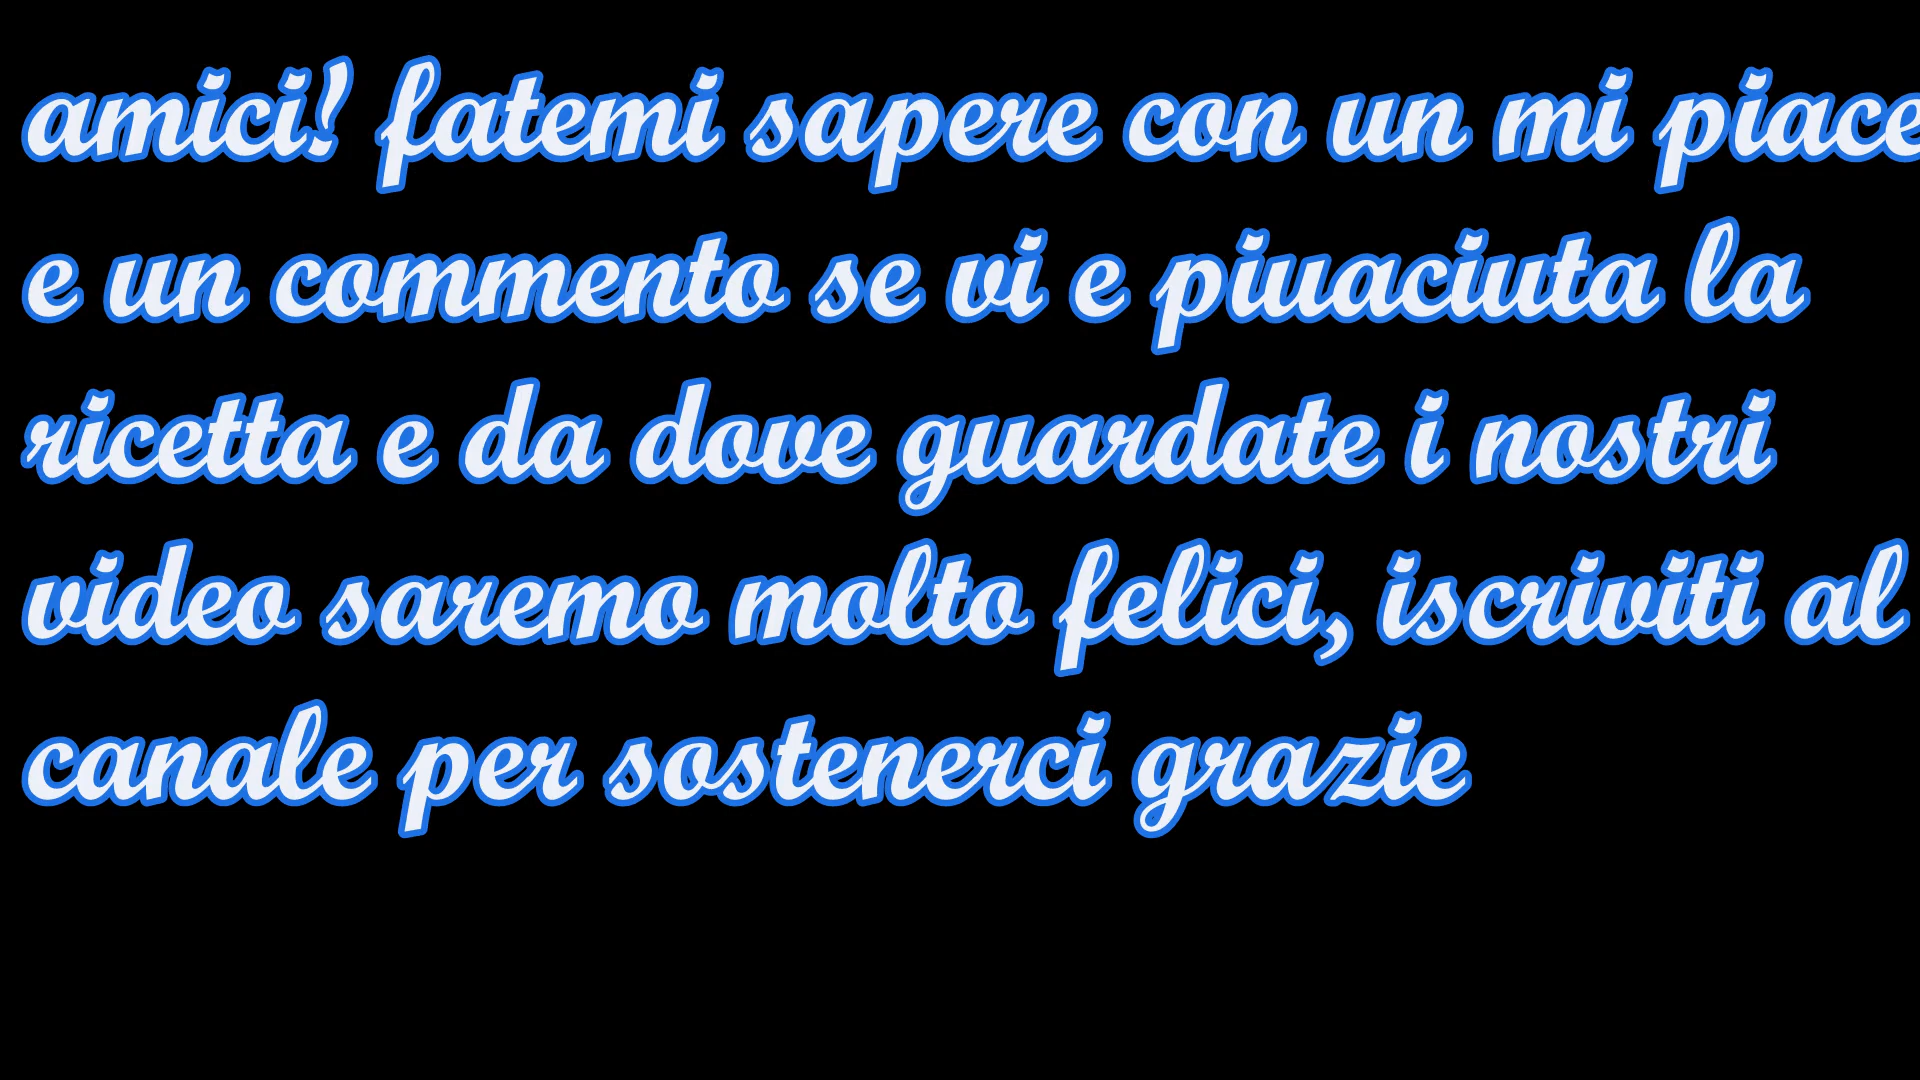 amici! fatemi sapere con un mi piace
e un commento se vi e piuaciuta la
ricetta e da dove guardate i nostri
video saremo molto felici, iscriviti al
canale per sostenerci grazie